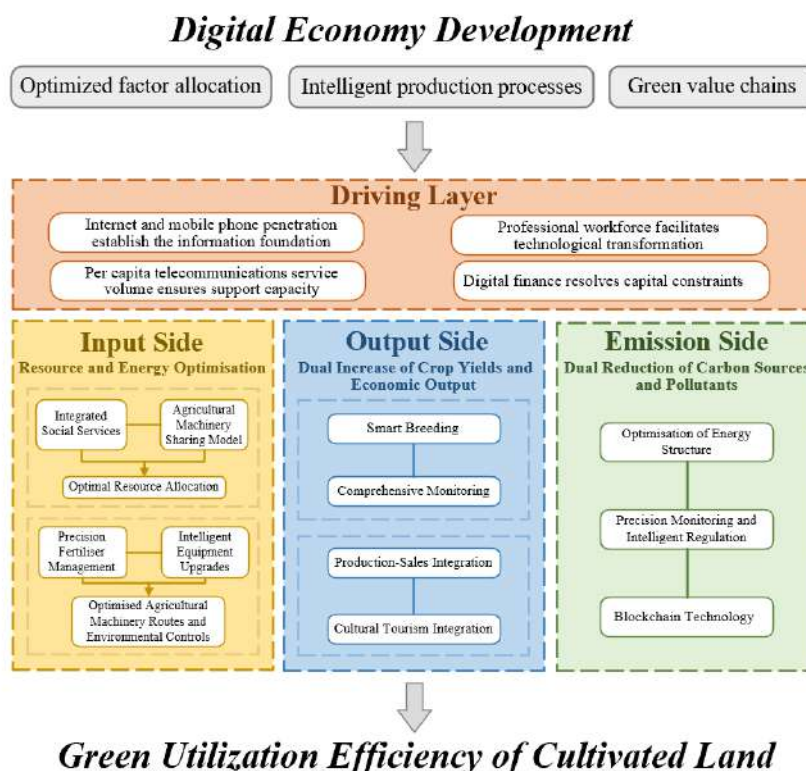 Digital Economy Development
Optimized factor allocation
Intelligent production processes
Green value chains
Driving Layer
Internet and mobile phone penetration
establish the information foundation
Professional workforce facilitates
technological transformation
Per capita telecommunications service
volume ensures support capacity
Digital finance resolves capital constraints
Input Side
Resource and Energy Optimisation
Integrated
Social Services
Agricultural
Machinery
Sharing Model
Optimal Resource Allocation
Precision
Fertiliser
Management
Intelligent
Equipment
Upgrades
Optimised Agricultural
Machinery Routes and
Environmental Controls
Output Side
Dual Increase of Crop Yields and
Economic Output
Smart Breeding
Comprehensive Monitoring
Production-Sales Integration
Cultural Tourism Integration
Emission Side
Dual Reduction of Carbon Sources
and Pollutants
Optimisation of Energy
Structure
Precision Monitoring and
Intelligent Regulation
Blockchain Technology
Green Utilization Efficiency of Cultivated Land